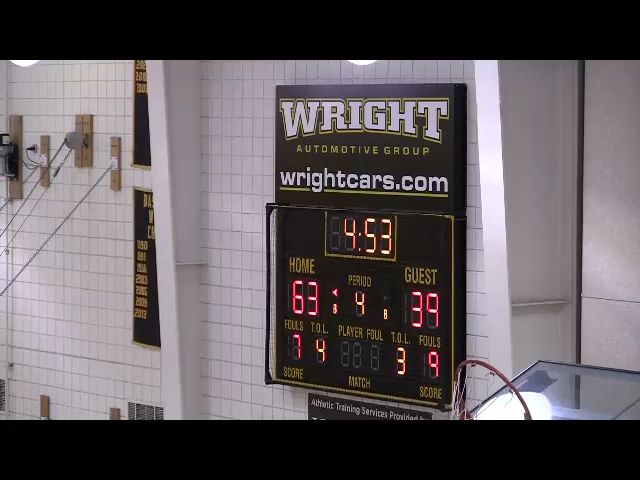 WRIGHT
AUTOMOTIVE GROUP
wrightcars.com
4:53
HOME PERIOD GUEST
63 4 39
B B
FOULS T.O.L. PLAYER FOUL T.O.L. FOULS
7 4 3 9
SCORE MATCH SCORE
Athletic Training Services Provided by